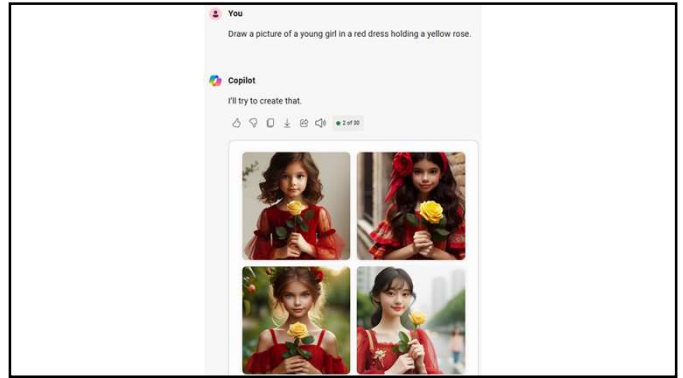 You
Draw a picture of a young girl in a red dress holding a yellow rose.
Copilot
I'll try to create that.
2 of 30